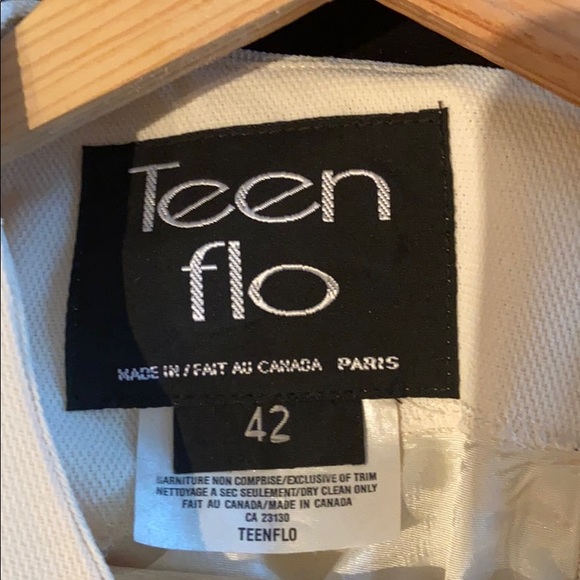 Teen
flo
MADE IN / FAIT AU CANADA PARIS
42
GARNITURE NON COMPRISE/EXCLUSIVE OF TRIM
NETTOYAGE A SEC SEULEMENT/DRY CLEAN ONLY
FAIT AU CANADA/MADE IN CANADA
CA 23130
TEENFLO